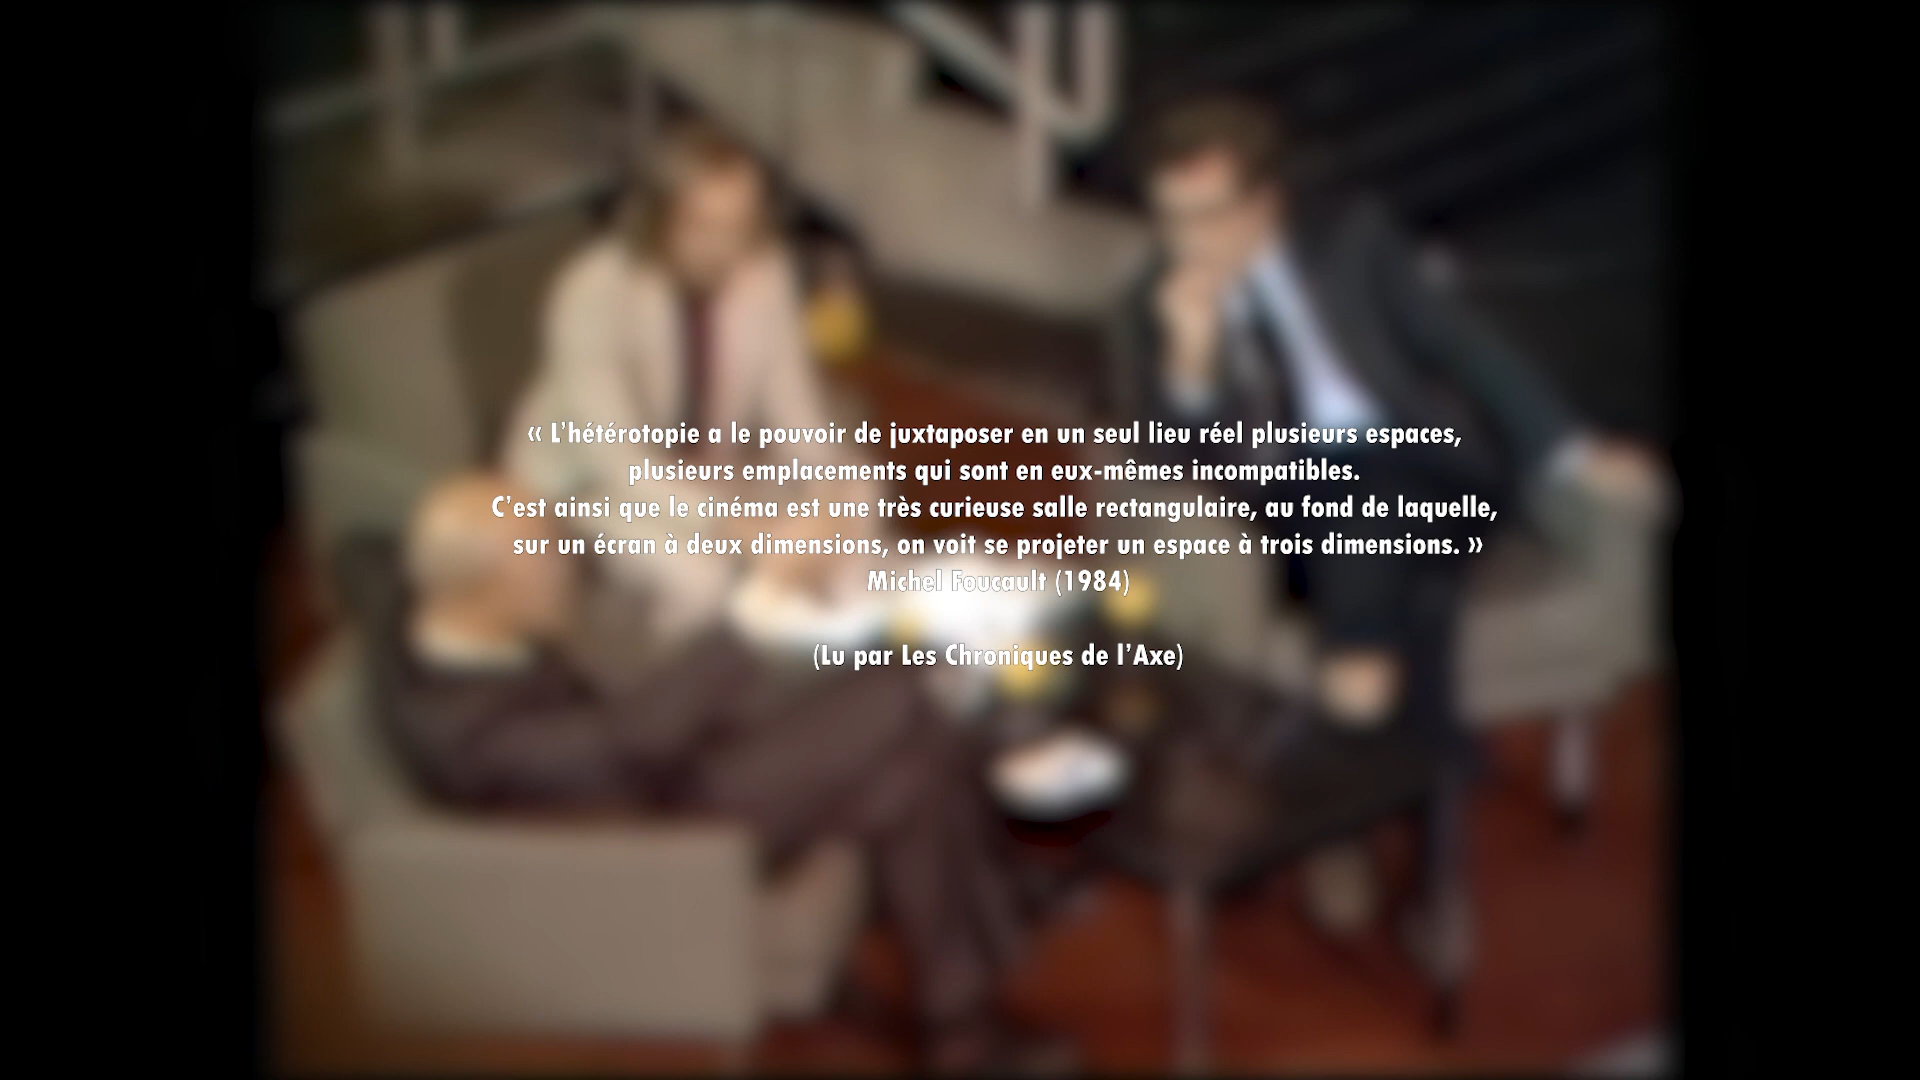 « L'hétérotopie a le pouvoir de juxtaposer en un seul lieu réel plusieurs espaces,
plusieurs emplacements qui sont en eux-mêmes incompatibles.
C'est ainsi que le cinéma est une très curieuse salle rectangulaire, au fond de laquelle,
sur un écran à deux dimensions, on voit se projeter un espace à trois dimensions. »
Michel Foucault (1984)
(Lu par Les Chroniques de l'Axe)